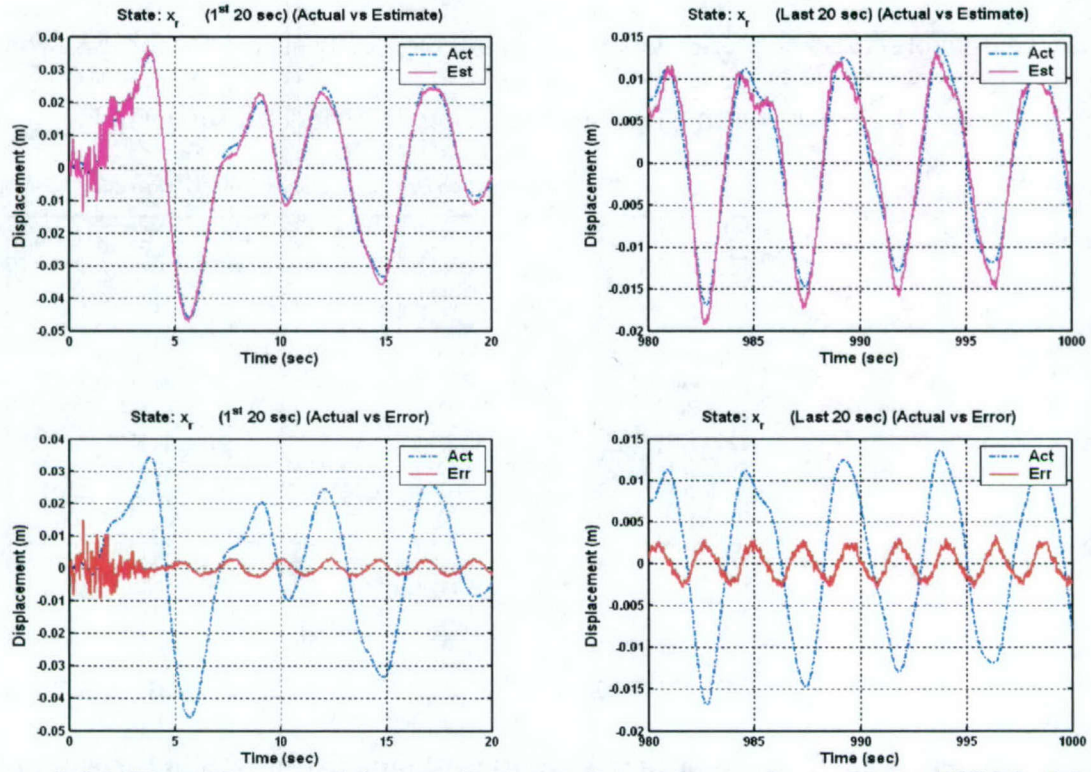 State: x_r (1st 20 sec) (Actual vs Estimate)
Act
Est
0.04
0.03
0.02
0.01
0
-0.01
-0.02
-0.03
-0.04
-0.05
Displacement (m)
0 5 10 15 20
Time (sec)
State: x_r (Last 20 sec) (Actual vs Estimate)
Act
Est
0.015
0.01
0.005
0
-0.005
-0.01
-0.015
-0.02
Displacement (m)
980 985 990 995 1000
Time (sec)
State: x_r (1st 20 sec) (Actual vs Error)
Act
Err
0.04
0.03
0.02
0.01
0
-0.01
-0.02
-0.03
-0.04
-0.05
Displacement (m)
0 5 10 15 20
Time (sec)
State: x_r (Last 20 sec) (Actual vs Error)
Act
Err
0.015
0.01
0.005
0
-0.005
-0.01
-0.015
-0.02
Displacement (m)
980 985 990 995 1000
Time (sec)